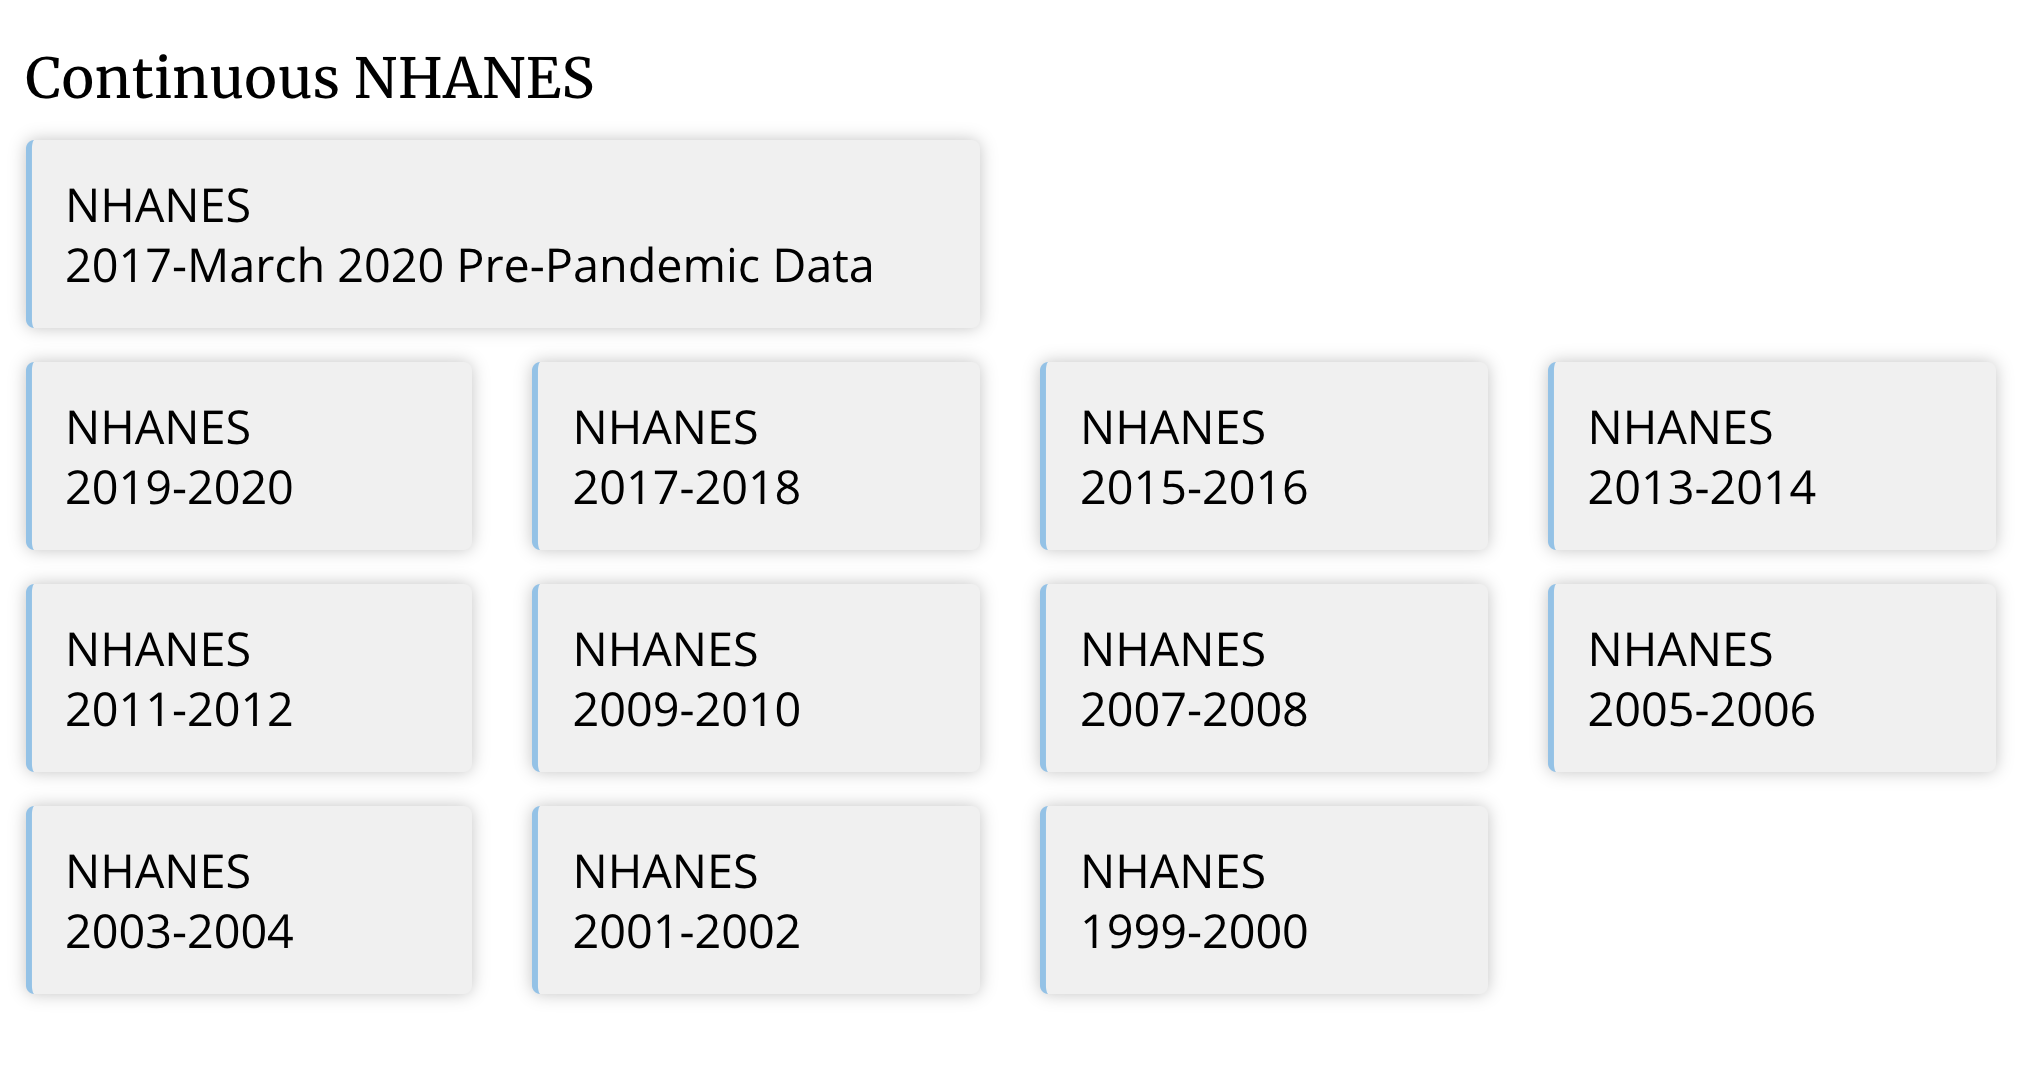 Continuous NHANES
NHANES
2017-March 2020 Pre-Pandemic Data
NHANES
2019-2020
NHANES
2017-2018
NHANES
2015-2016
NHANES
2013-2014
NHANES
2011-2012
NHANES
2009-2010
NHANES
2007-2008
NHANES
2005-2006
NHANES
2003-2004
NHANES
2001-2002
NHANES
1999-2000